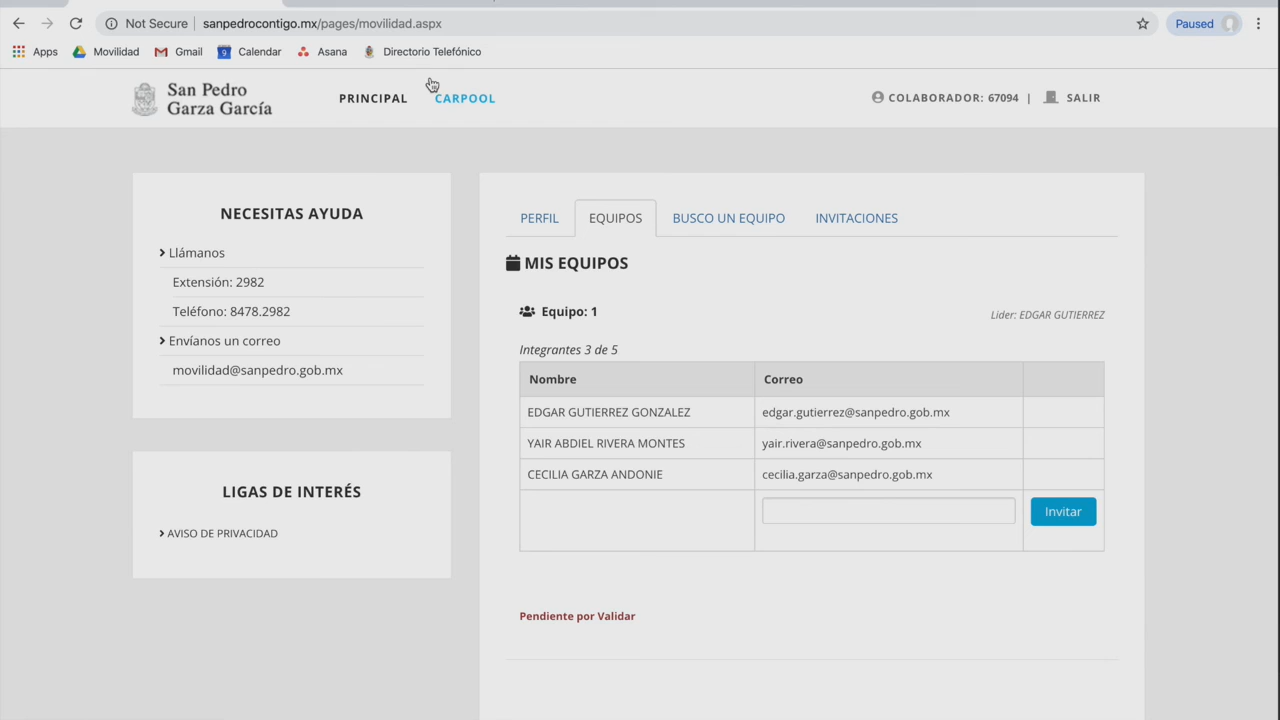 Not Secure | sanpedrocontigo.mx/pages/movilidad.aspx
Paused
Apps Movilidad Gmail 9 Calendar Asana Directorio Telefónico
San Pedro
Garza García
PRINCIPAL CARPOOL
COLABORADOR: 67094 | SALIR
NECESITAS AYUDA
Llámanos
Extensión: 2982
Teléfono: 8478.2982
Envíanos un correo
movilidad@sanpedro.gob.mx
LIGAS DE INTERÉS
AVISO DE PRIVACIDAD
PERFIL EQUIPOS BUSCO UN EQUIPO INVITACIONES
MIS EQUIPOS
Equipo: 1
Lider: EDGAR GUTIERREZ
Integrantes 3 de 5
Nombre Correo
EDGAR GUTIERREZ GONZALEZ edgar.gutierrez@sanpedro.gob.mx
YAIR ABDIEL RIVERA MONTES yair.rivera@sanpedro.gob.mx
CECILIA GARZA ANDONIE cecilia.garza@sanpedro.gob.mx
Invitar
Pendiente por Validar